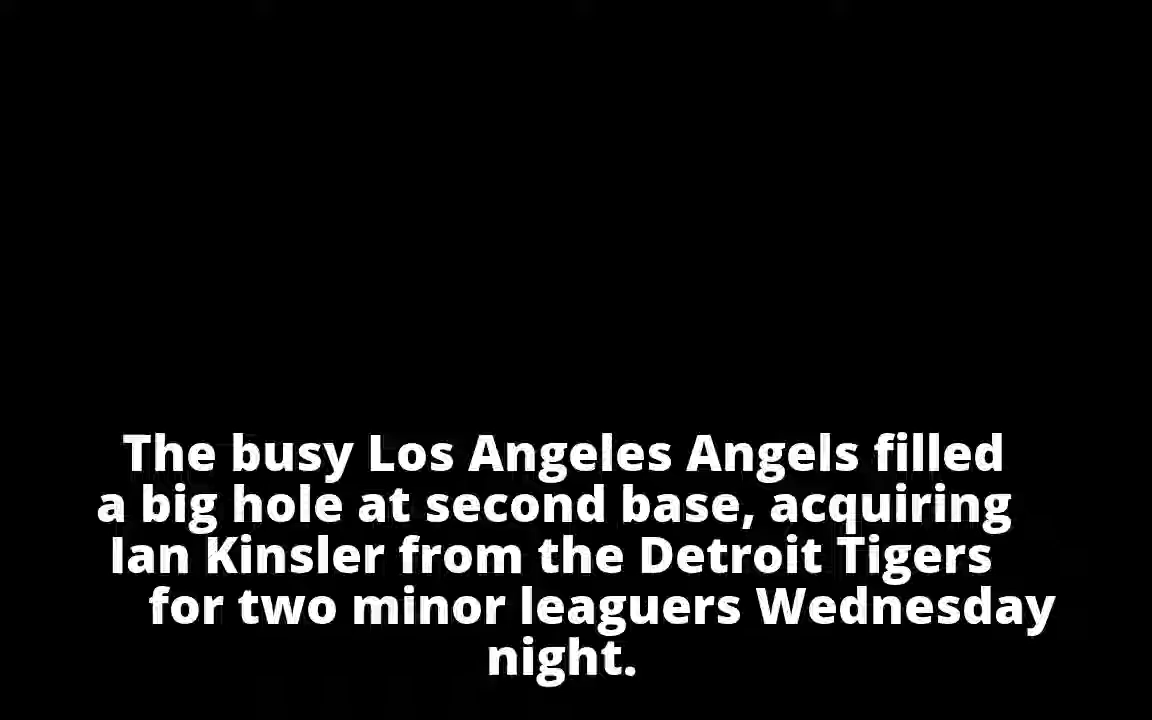 The busy Los Angeles Angels filled
a big hole at second base, acquiring
Ian Kinsler from the Detroit Tigers
for two minor leaguers Wednesday
night.